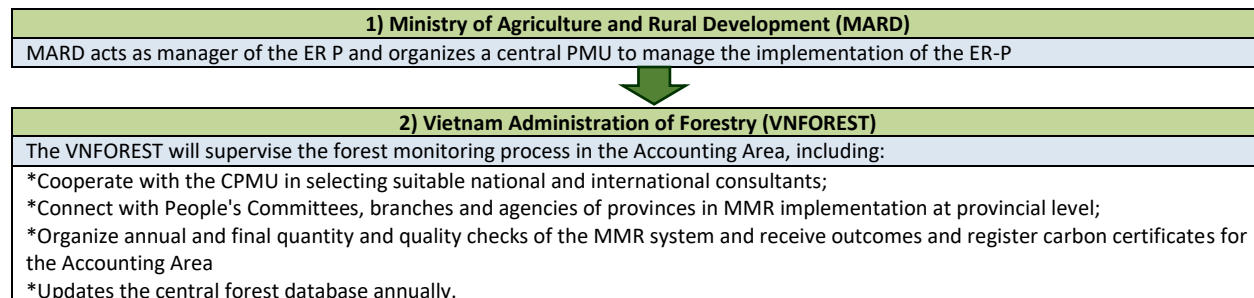 1) Ministry of Agriculture and Rural Development (MARD)
MARD acts as manager of the ER P and organizes a central PMU to manage the implementation of the ER-P
2) Vietnam Administration of Forestry (VNFOREST)
The VNFOREST will supervise the forest monitoring process in the Accounting Area, including:
*Cooperate with the CPMU in selecting suitable national and international consultants;
*Connect with People's Committees, branches and agencies of provinces in MMR implementation at provincial level;
*Organize annual and final quantity and quality checks of the MMR system and receive outcomes and register carbon certificates for
the Accounting Area
*Updates the central forest database annually.